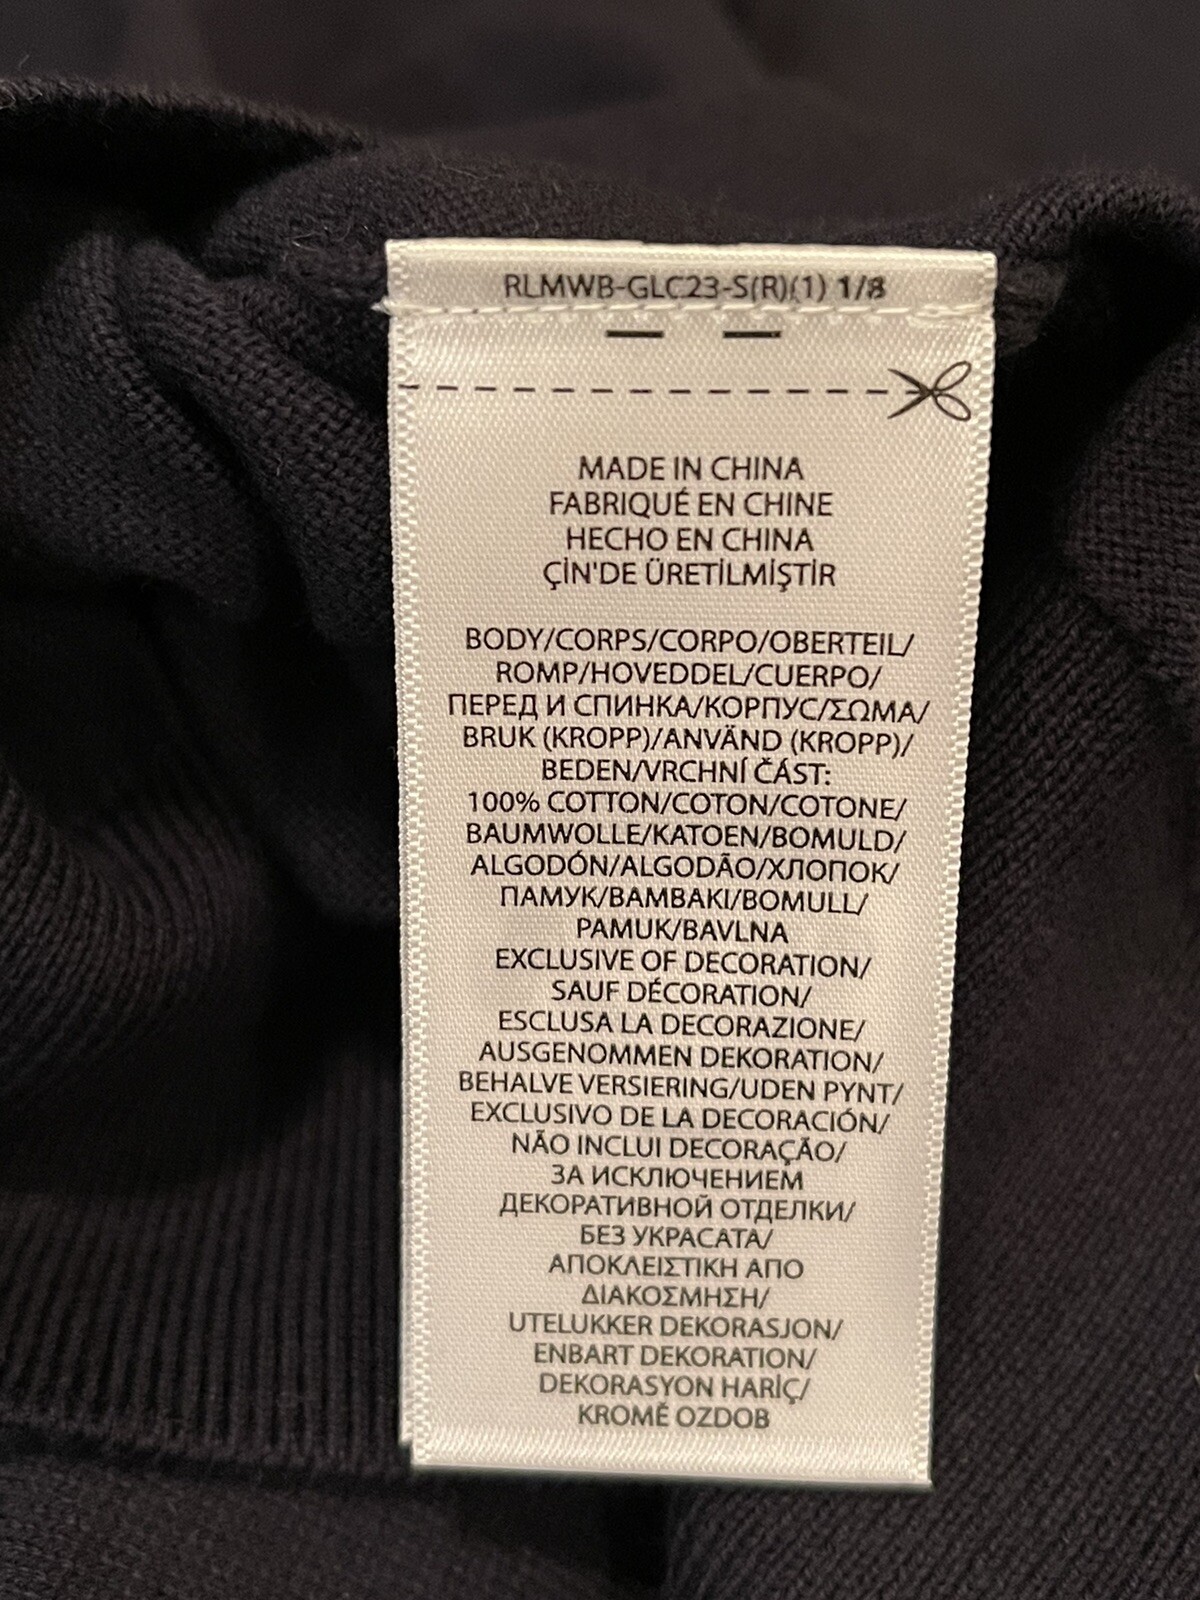 RLMWB-GLC23-S(R)(1) 1/8
MADE IN CHINA
FABRIQUÉ EN CHINE
HECHO EN CHINA
ÇİN'DE ÜRETİLMİŞTİR
BODY/CORPS/CORPO/OBERTEIL/
ROMP/HOVEDDEL/CUERPO/
ПЕРЕД И СПИНКА/КОРПУС/ΣΩΜΑ/
BRUK (KROPP)/ANVÄND (KROPP)/
BEDEN/VRCHNÍ ČÁST:
100% COTTON/COTON/COTONE/
BAUMWOLLE/KATOEN/BOMULD/
ALGODÓN/ALGODÃO/ХЛОПОК/
ПАМУК/ΒΑΜΒΑΚΙ/BOMULL/
PAMUK/BAVLNA
EXCLUSIVE OF DECORATION/
SAUF DÉCORATION/
ESCLUSA LA DECORAZIONE/
AUSGENOMMEN DEKORATION/
BEHALVE VERSIERING/UDEN PYNT/
EXCLUSIVO DE LA DECORACIÓN/
NÃO INCLUI DECORAÇÃO/
ЗА ИСКЛЮЧЕНИЕМ
ДЕКОРАТИВНОЙ ОТДЕЛКИ/
БЕЗ УКРАСАТА/
ΑΠΟΚΛΕΙΣΤΙΚΗ ΑΠΟ
ΔΙΑΚΟΣΜΗΣΗ/
UTELUKKER DEKORASJON/
ENBART DEKORATION/
DEKORASYON HARİÇ/
KROMĚ OZDOB